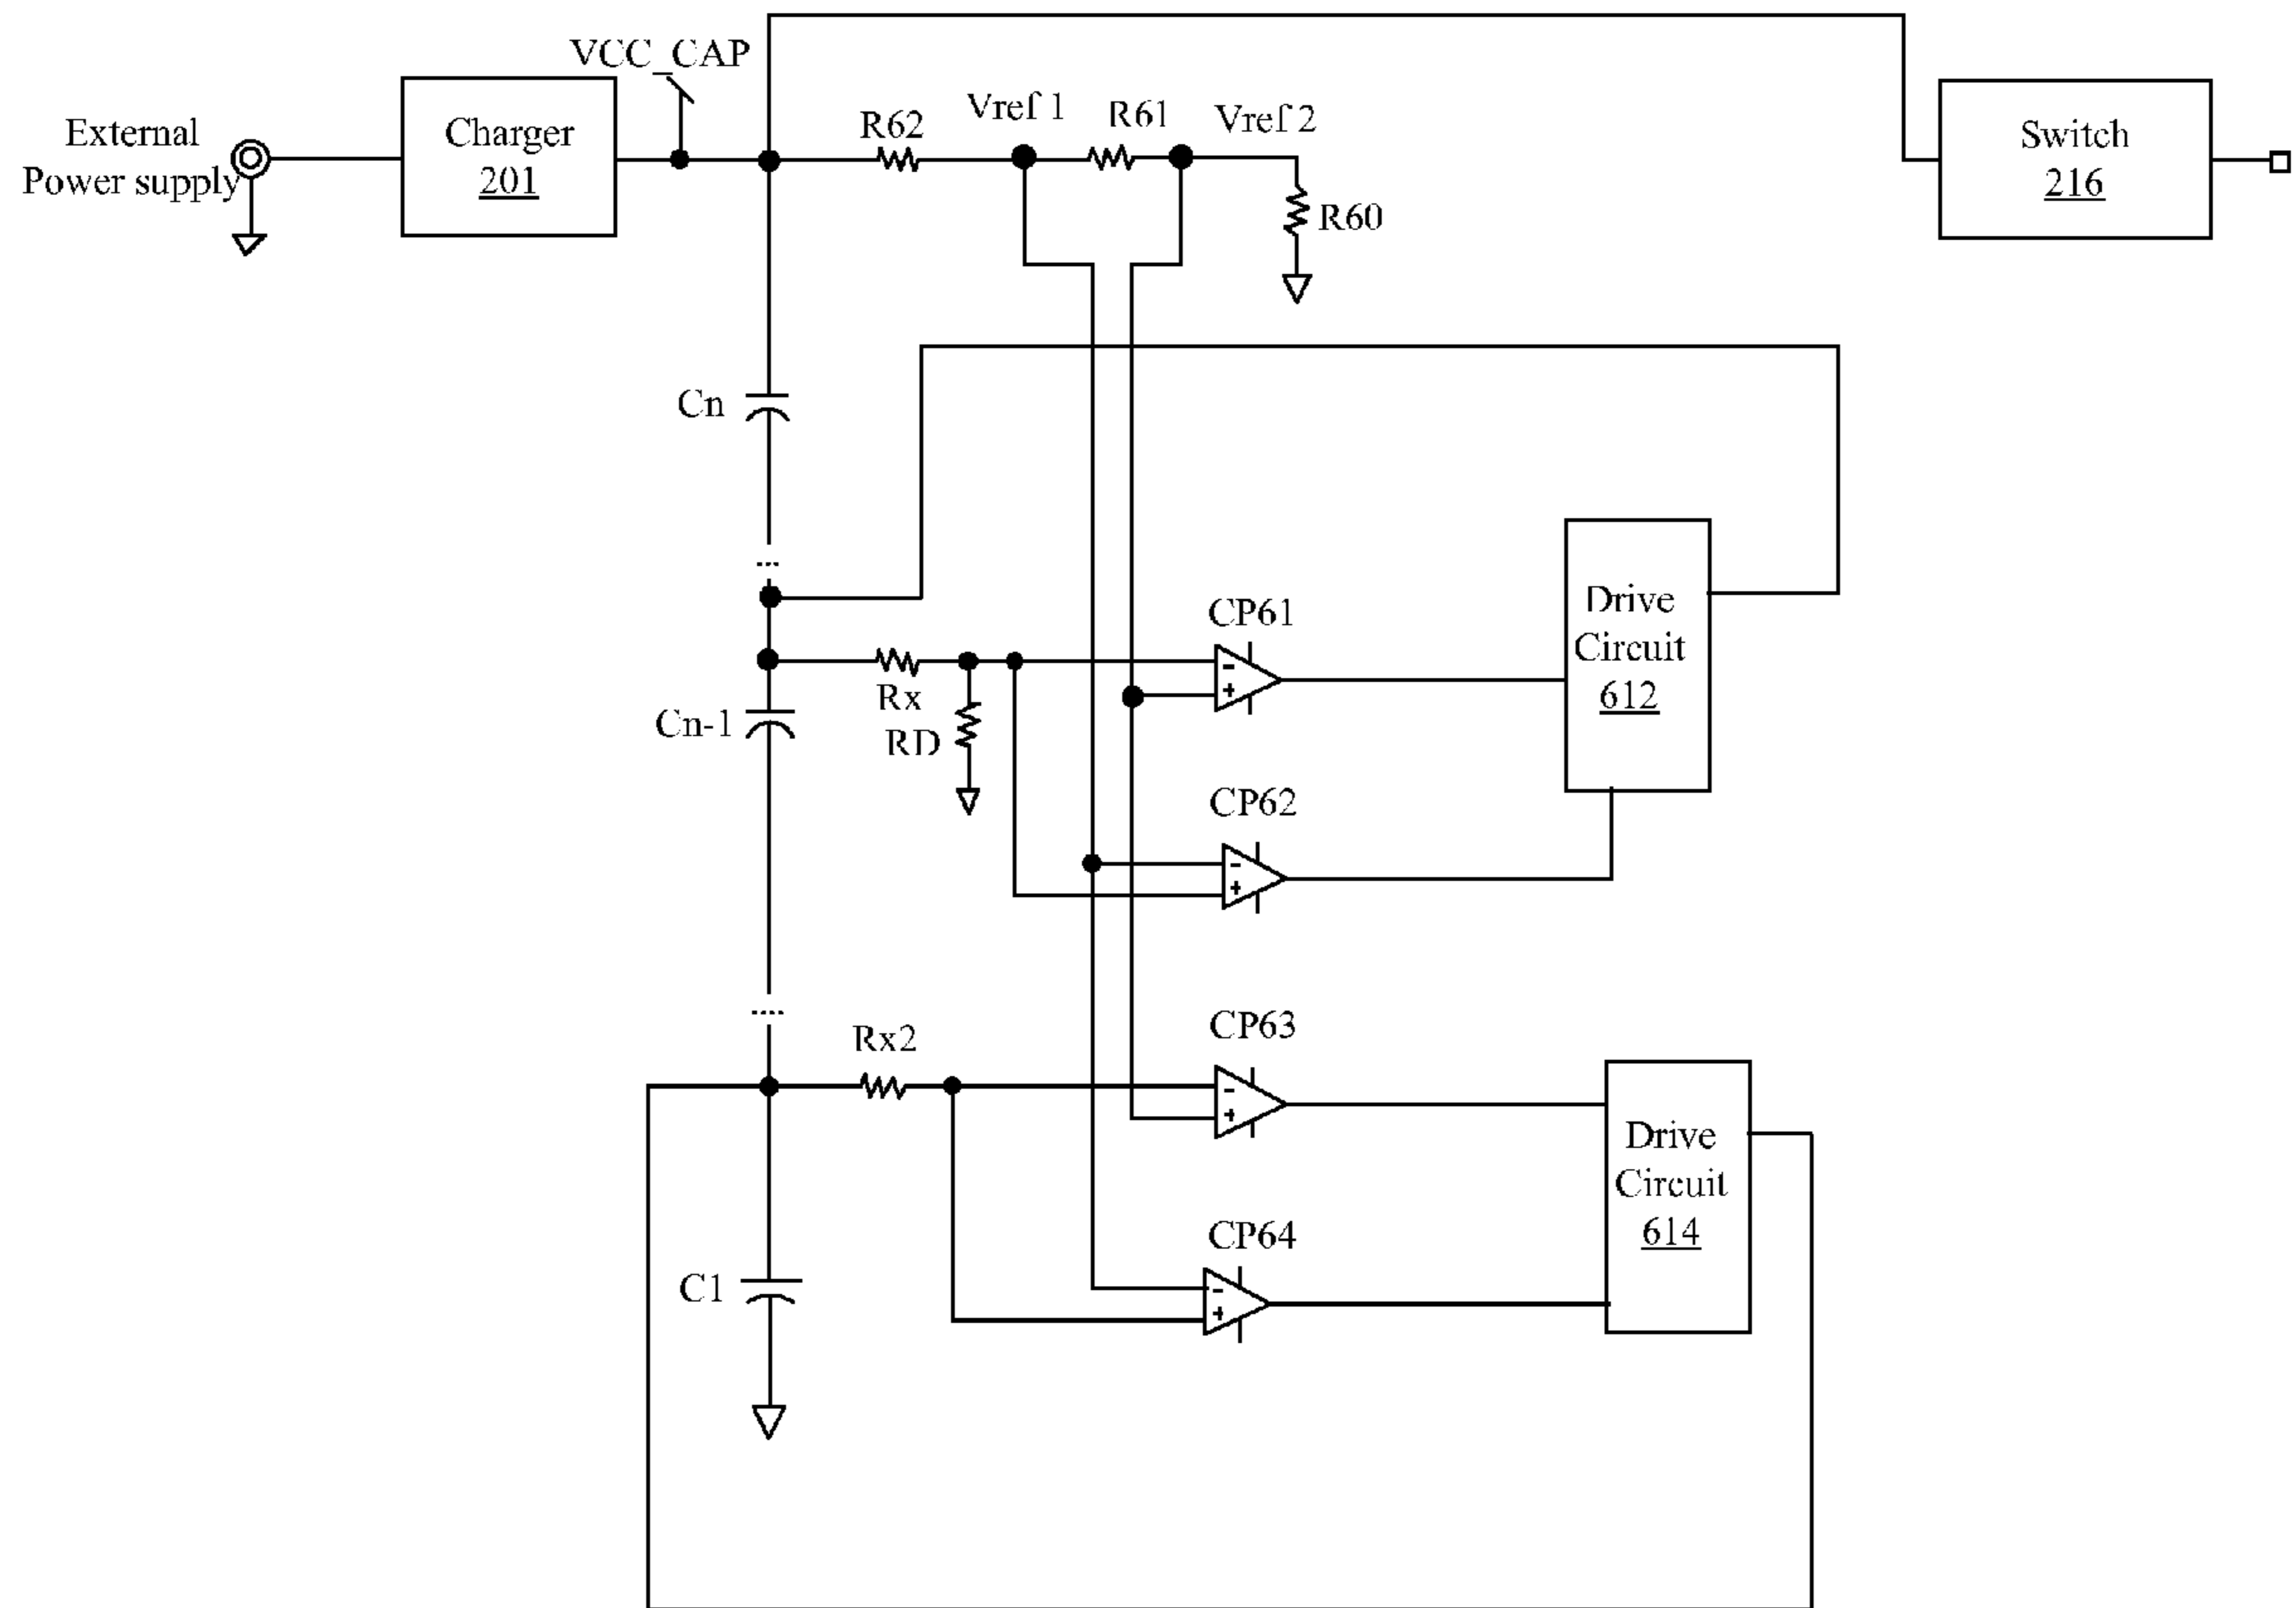 VCC_CAP
External
Power supply
Charger
201
R62
Vref 1
R61
Vref 2
R60
Switch
216
Cn
...
Cn-1
Rx
RD
CP61
-
+
Drive
Circuit
612
CP62
-
+
....
Rx2
CP63
-
+
Drive
Circuit
614
C1
CP64
-
+